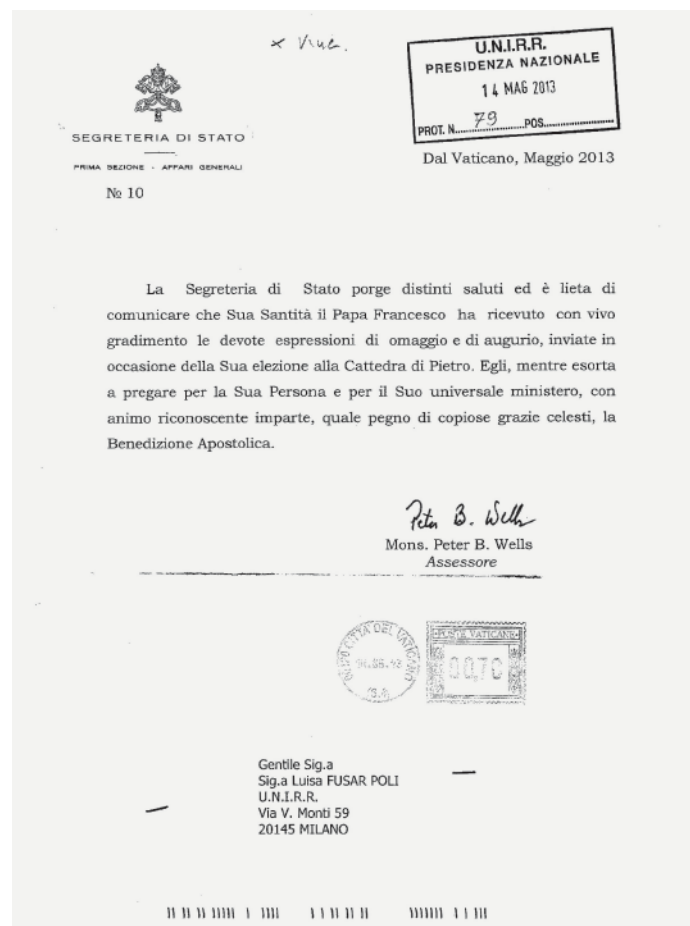 U.N.I.R.R.
PRESIDENZA NAZIONALE
14 MAG 2013
PROT. N. 79 POS.
SEGRETERIA DI STATO
PRIMA SEZIONE - AFFARI GENERALI
Dal Vaticano, Maggio 2013
№ 10
La Segreteria di Stato porge distinti saluti ed è lieta di
comunicare che Sua Santità il Papa Francesco ha ricevuto con vivo
gradimento le devote espressioni di omaggio e di augurio, inviate in
occasione della Sua elezione alla Cattedra di Pietro. Egli, mentre esorta
a pregare per la Sua Persona e per il Suo universale ministero, con
animo riconoscente imparte, quale pegno di copiose grazie celesti, la
Benedizione Apostolica.
Peter B. Wells
Mons. Peter B. Wells
Assessore
CITTA DEL VATICANO
POSTE VATICANE
00,70
Gentile Sig.a
Sig.a Luisa FUSAR POLI
U.N.I.R.R.
Via V. Monti 59
20145 MILANO